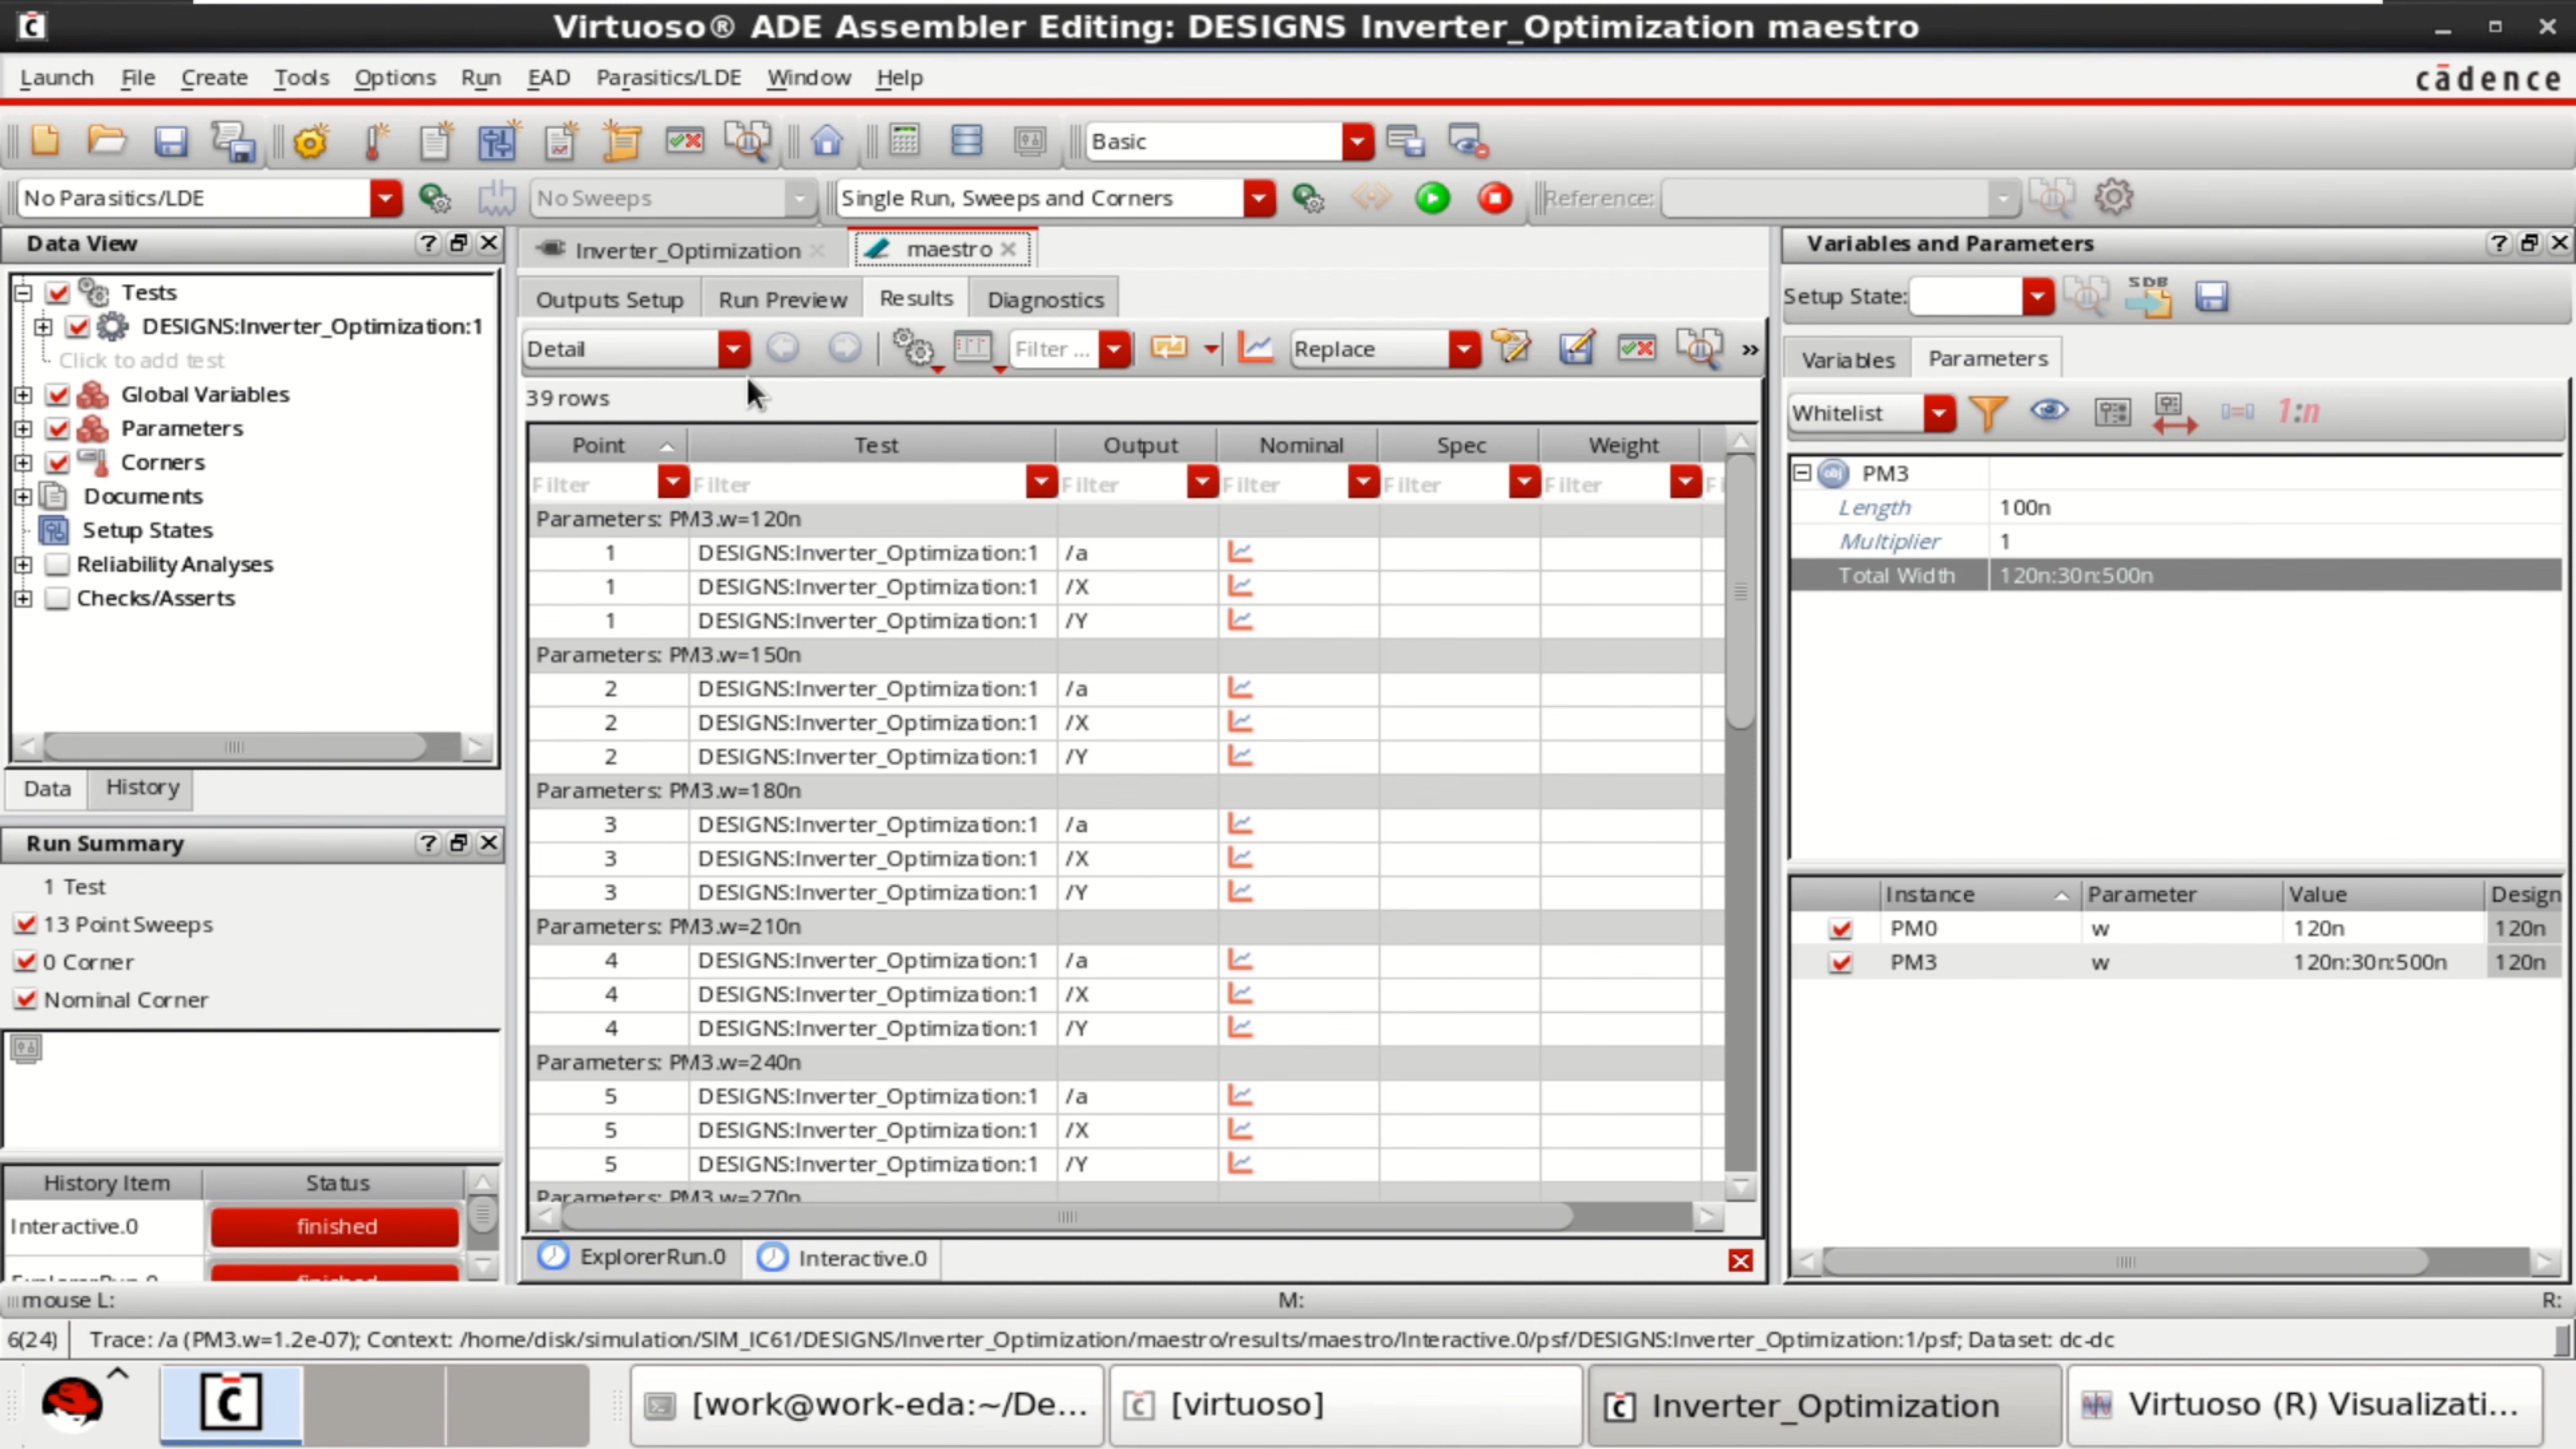 Virtuoso® ADE Assembler Editing: DESIGNS Inverter_Optimization maestro
Launch File Create Tools Options Run EAD Parasitics/LDE Window Help
cādence
Basic
No Parasitics/LDE
No Sweeps
Single Run, Sweeps and Corners
Reference:
Data View
Tests
DESIGNS:Inverter_Optimization:1
Click to add test
Global Variables
Parameters
Corners
Documents
Setup States
Reliability Analyses
Checks/Asserts
Data History
Run Summary
1 Test
13 Point Sweeps
0 Corner
Nominal Corner
History Item Status
Interactive.0 finished
ExplorerRun.0 finished
Inverter_Optimization maestro
Outputs Setup Run Preview Results Diagnostics
Detail Filter ... Replace »
39 rows
Point Test Output Nominal Spec Weight
Filter Filter Filter Filter Filter Filter Fi
Parameters: PM3.w=120n
1 DESIGNS:Inverter_Optimization:1 /a
1 DESIGNS:Inverter_Optimization:1 /X
1 DESIGNS:Inverter_Optimization:1 /Y
Parameters: PM3.w=150n
2 DESIGNS:Inverter_Optimization:1 /a
2 DESIGNS:Inverter_Optimization:1 /X
2 DESIGNS:Inverter_Optimization:1 /Y
Parameters: PM3.w=180n
3 DESIGNS:Inverter_Optimization:1 /a
3 DESIGNS:Inverter_Optimization:1 /X
3 DESIGNS:Inverter_Optimization:1 /Y
Parameters: PM3.w=210n
4 DESIGNS:Inverter_Optimization:1 /a
4 DESIGNS:Inverter_Optimization:1 /X
4 DESIGNS:Inverter_Optimization:1 /Y
Parameters: PM3.w=240n
5 DESIGNS:Inverter_Optimization:1 /a
5 DESIGNS:Inverter_Optimization:1 /X
5 DESIGNS:Inverter_Optimization:1 /Y
Parameters: PM3.w=270n
ExplorerRun.0 Interactive.0
Variables and Parameters
Setup State:
SDB
Variables Parameters
Whitelist
1:n
PM3
Length 100n
Multiplier 1
Total Width 120n:30n:500n
Instance Parameter Value Design
PM0 w 120n 120n
PM3 w 120n:30n:500n 120n
mouse L: M: R:
6(24) Trace: /a (PM3.w=1.2e-07); Context: /home/disk/simulation/SIM_IC61/DESIGNS/Inverter_Optimization/maestro/results/maestro/Interactive.0/psf/DESIGNS:Inverter_Optimization:1/psf; Dataset: dc-dc
[work@work-eda:~/De... [virtuoso] Inverter_Optimization Virtuoso (R) Visualizati...